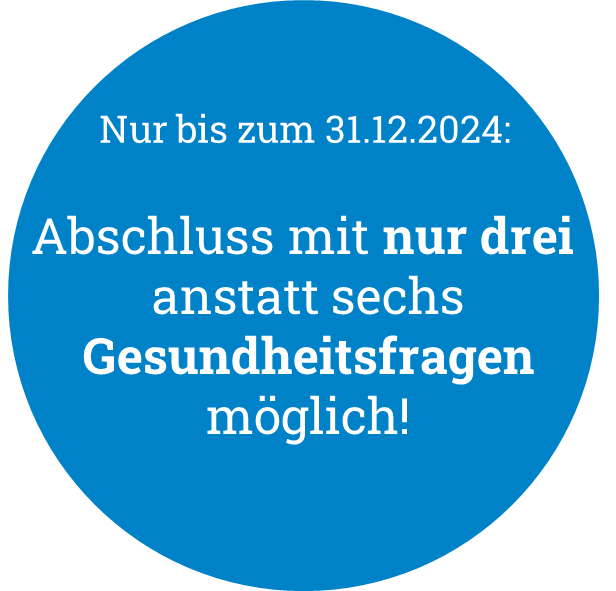 Nur bis zum 31.12.2024:
Abschluss mit nur drei
anstatt sechs
Gesundheitsfragen
möglich!